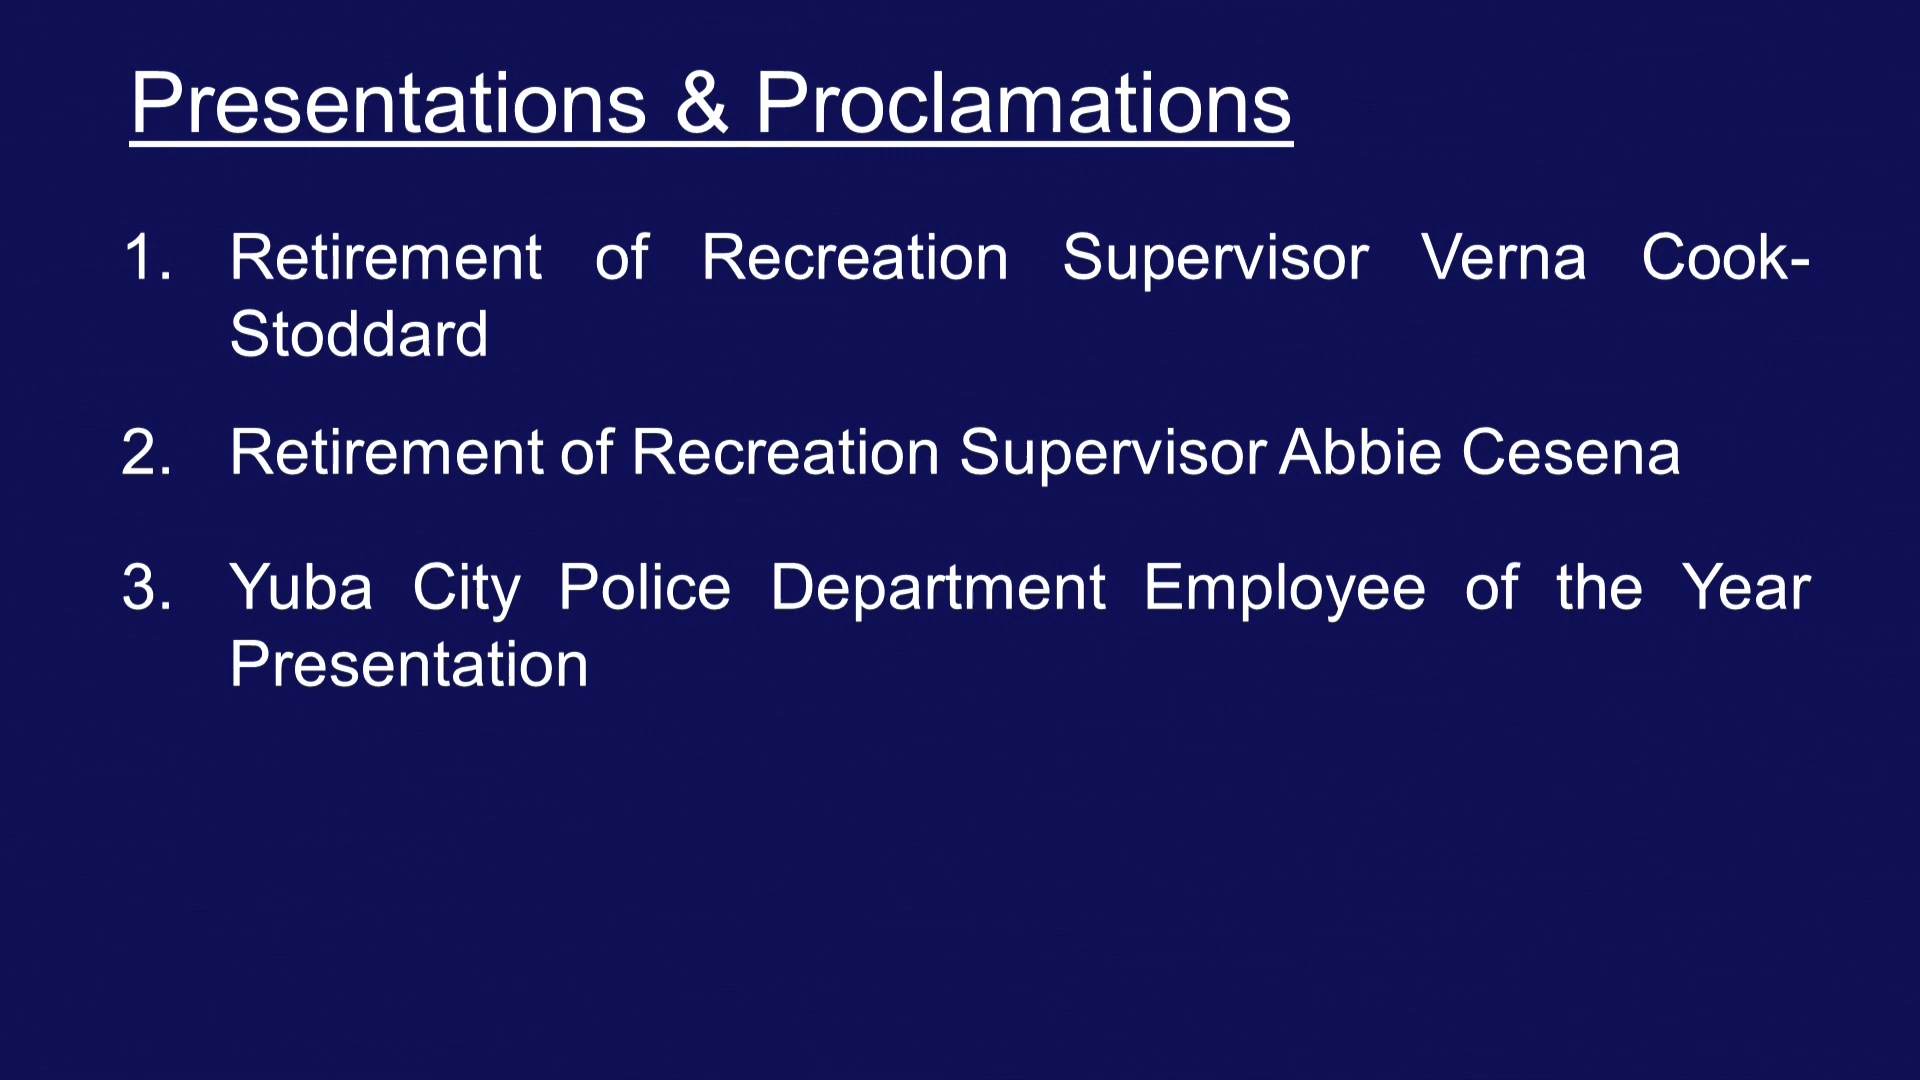 Presentations & Proclamations
1. Retirement of Recreation Supervisor Verna Cook-
Stoddard
2. Retirement of Recreation Supervisor Abbie Cesena
3. Yuba City Police Department Employee of the Year
Presentation